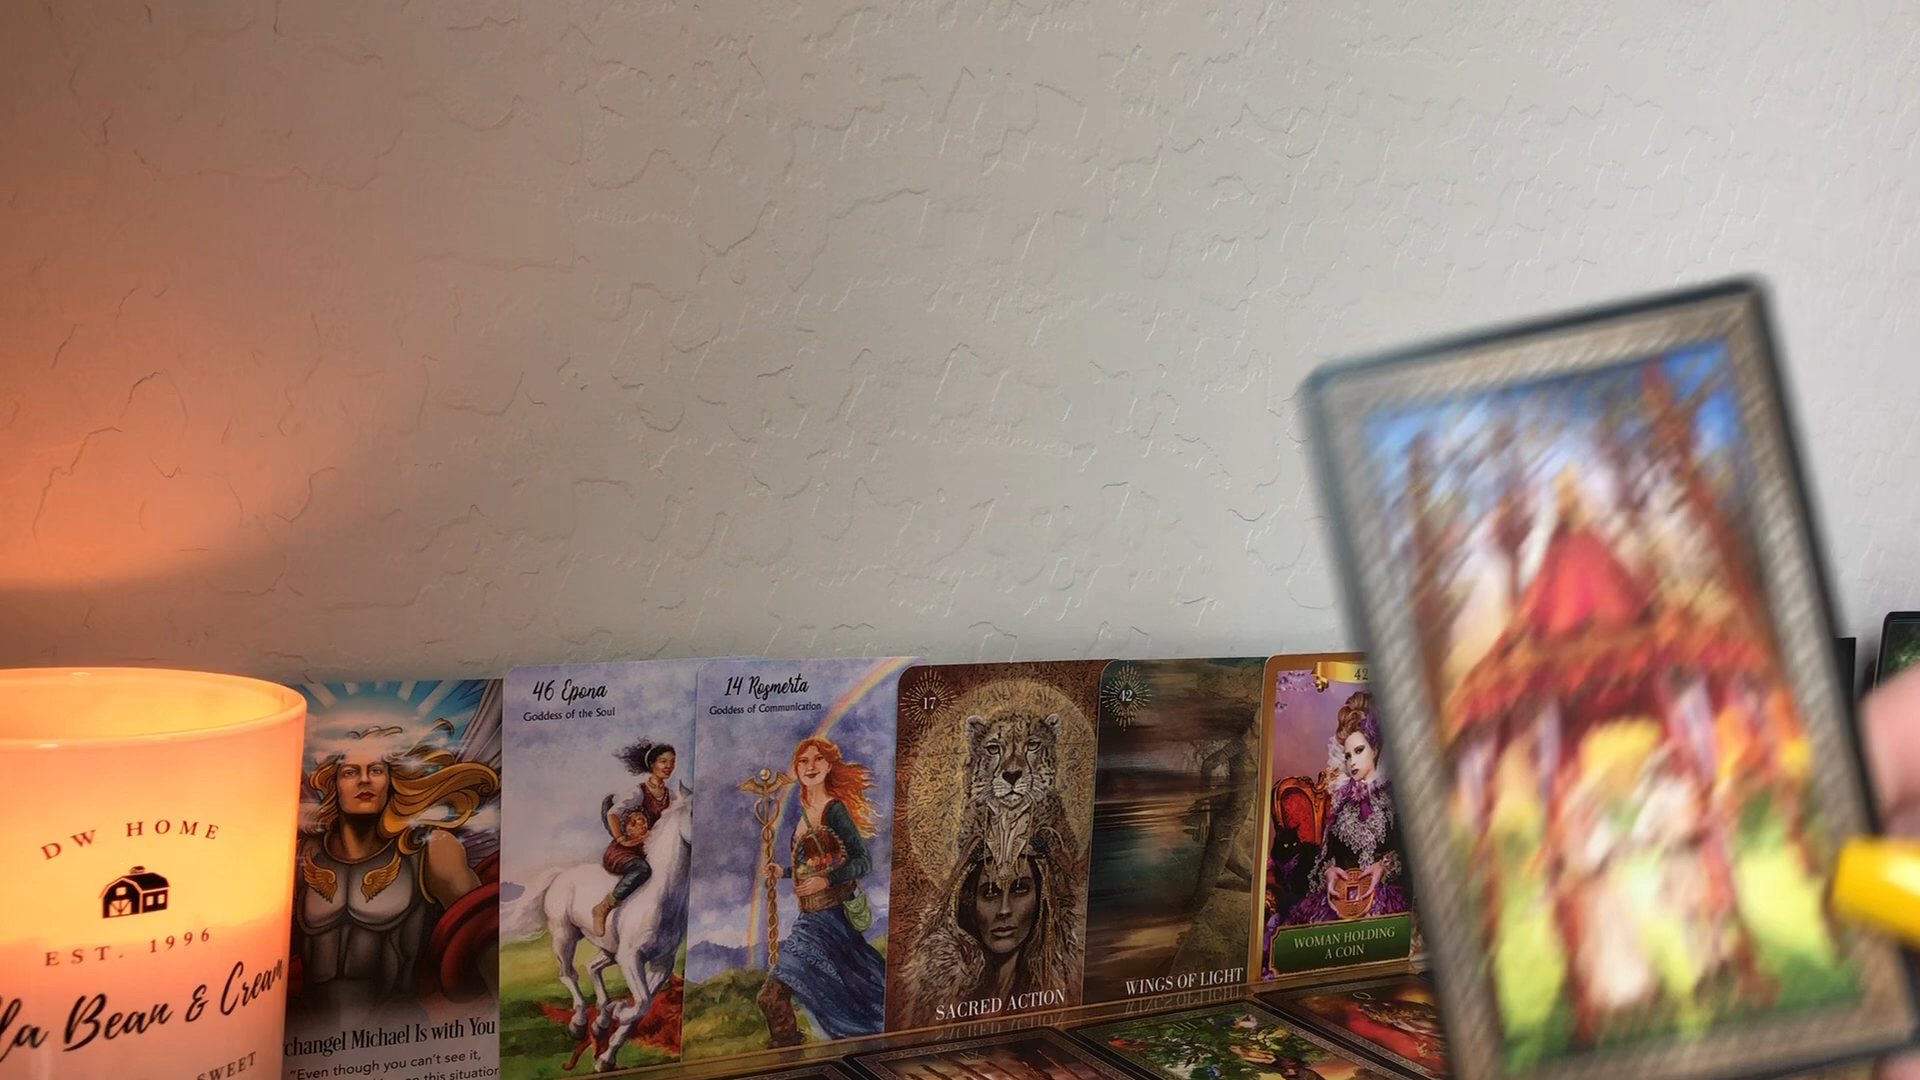 DW HOME
EST. 1996
la Bean & Cream
SWEET
changel Michael Is with You
"Even though you can't see it,
on this situation
46 Epona
Goddess of the Soul
14 Rosmerta
Goddess of Communication
17
SACRED ACTION
42
WINGS OF LIGHT
42
WOMAN HOLDING
A COIN